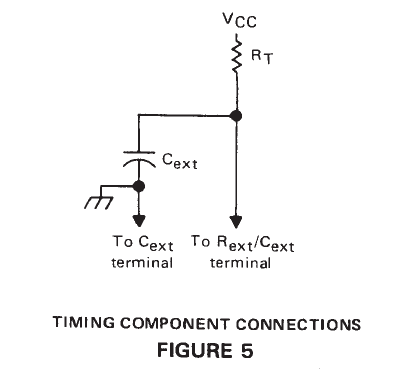 VCC
RT
Cext
To Cext To Rext/Cext
terminal terminal
TIMING COMPONENT CONNECTIONS
FIGURE 5